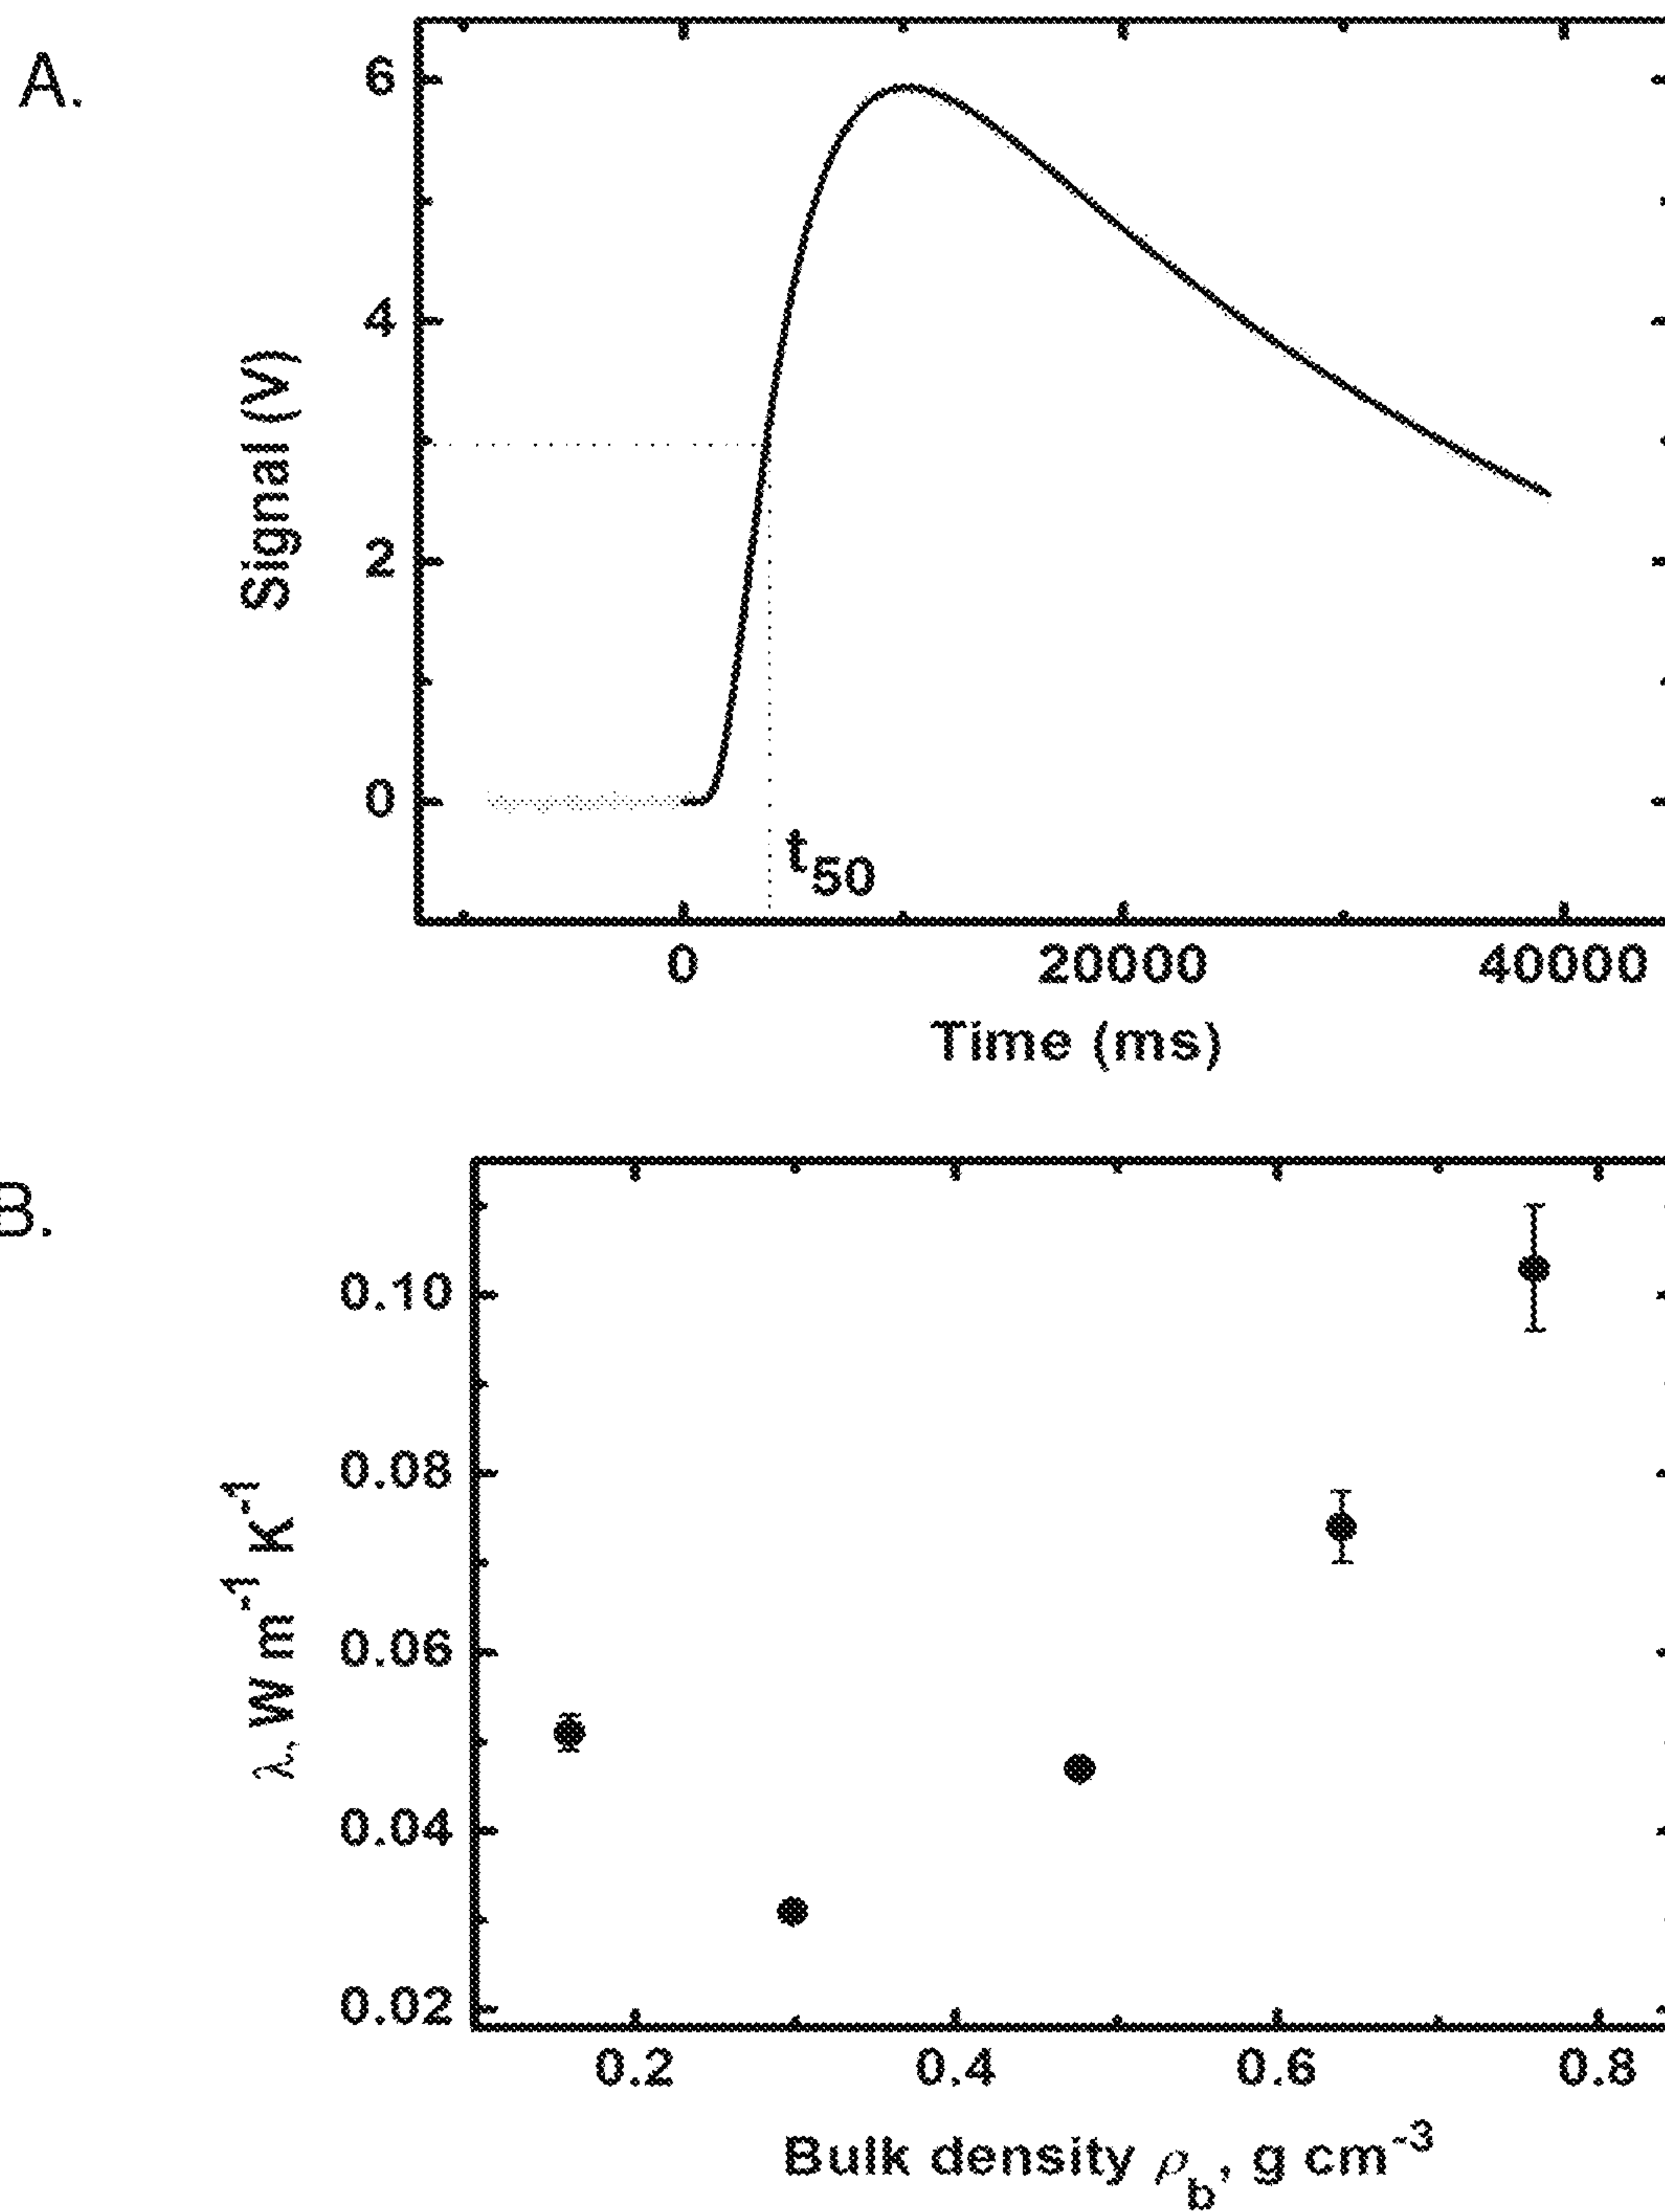 A.
Signal (V)
6
4
2
0
t50
0 20000 40000
Time (ms)
B.
λ, W m-1 K-1
0.10
0.08
0.06
0.04
0.02
0.2 0.4 0.6 0.8
Bulk density ρb, g cm-3